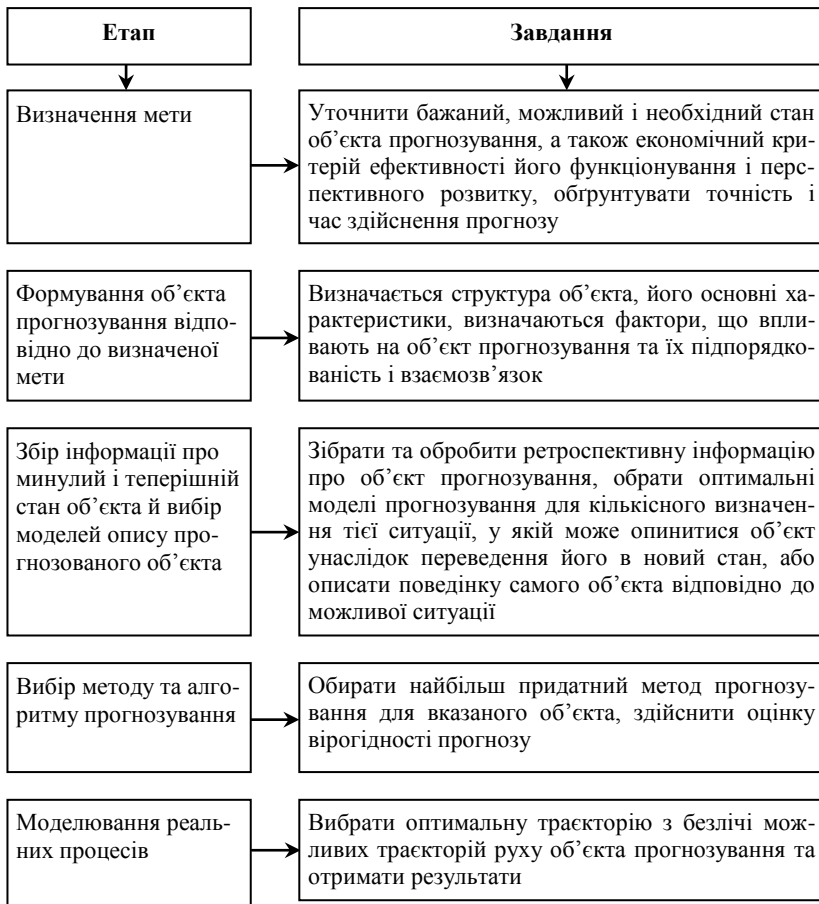 Етап
Завдання
Визначення мети
Уточнити бажаний, можливий і необхідний стан
об’єкта прогнозування, а також економічний кри-
терій ефективності його функціонування і перс-
пективного розвитку, обґрунтувати точність і
час здійснення прогнозу
Формування об’єкта
прогнозування відпо-
відно до визначеної
мети
Визначається структура об’єкта, його основні ха-
рактеристики, визначаються фактори, що впли-
вають на об’єкт прогнозування та їх підпорядко-
ваність і взаємозв’язок
Збір інформації про
минулий і теперішній
стан об’єкта й вибір
моделей опису про-
гнозованого об’єкта
Зібрати та обробити ретроспективну інформацію
про об’єкт прогнозування, обрати оптимальні
моделі прогнозування для кількісного визначен-
ня тієї ситуації, у якій може опинитися об’єкт
унаслідок переведення його в новий стан, або
описати поведінку самого об’єкта відповідно до
можливої ситуації
Вибір методу та алго-
ритму прогнозування
Обирати найбільш придатний метод прогнозу-
вання для вказаного об’єкта, здійснити оцінку
вірогідності прогнозу
Моделювання реаль-
них процесів
Вибрати оптимальну траєкторію з безлічі мож-
ливих траєкторій руху об’єкта прогнозування та
отримати результати